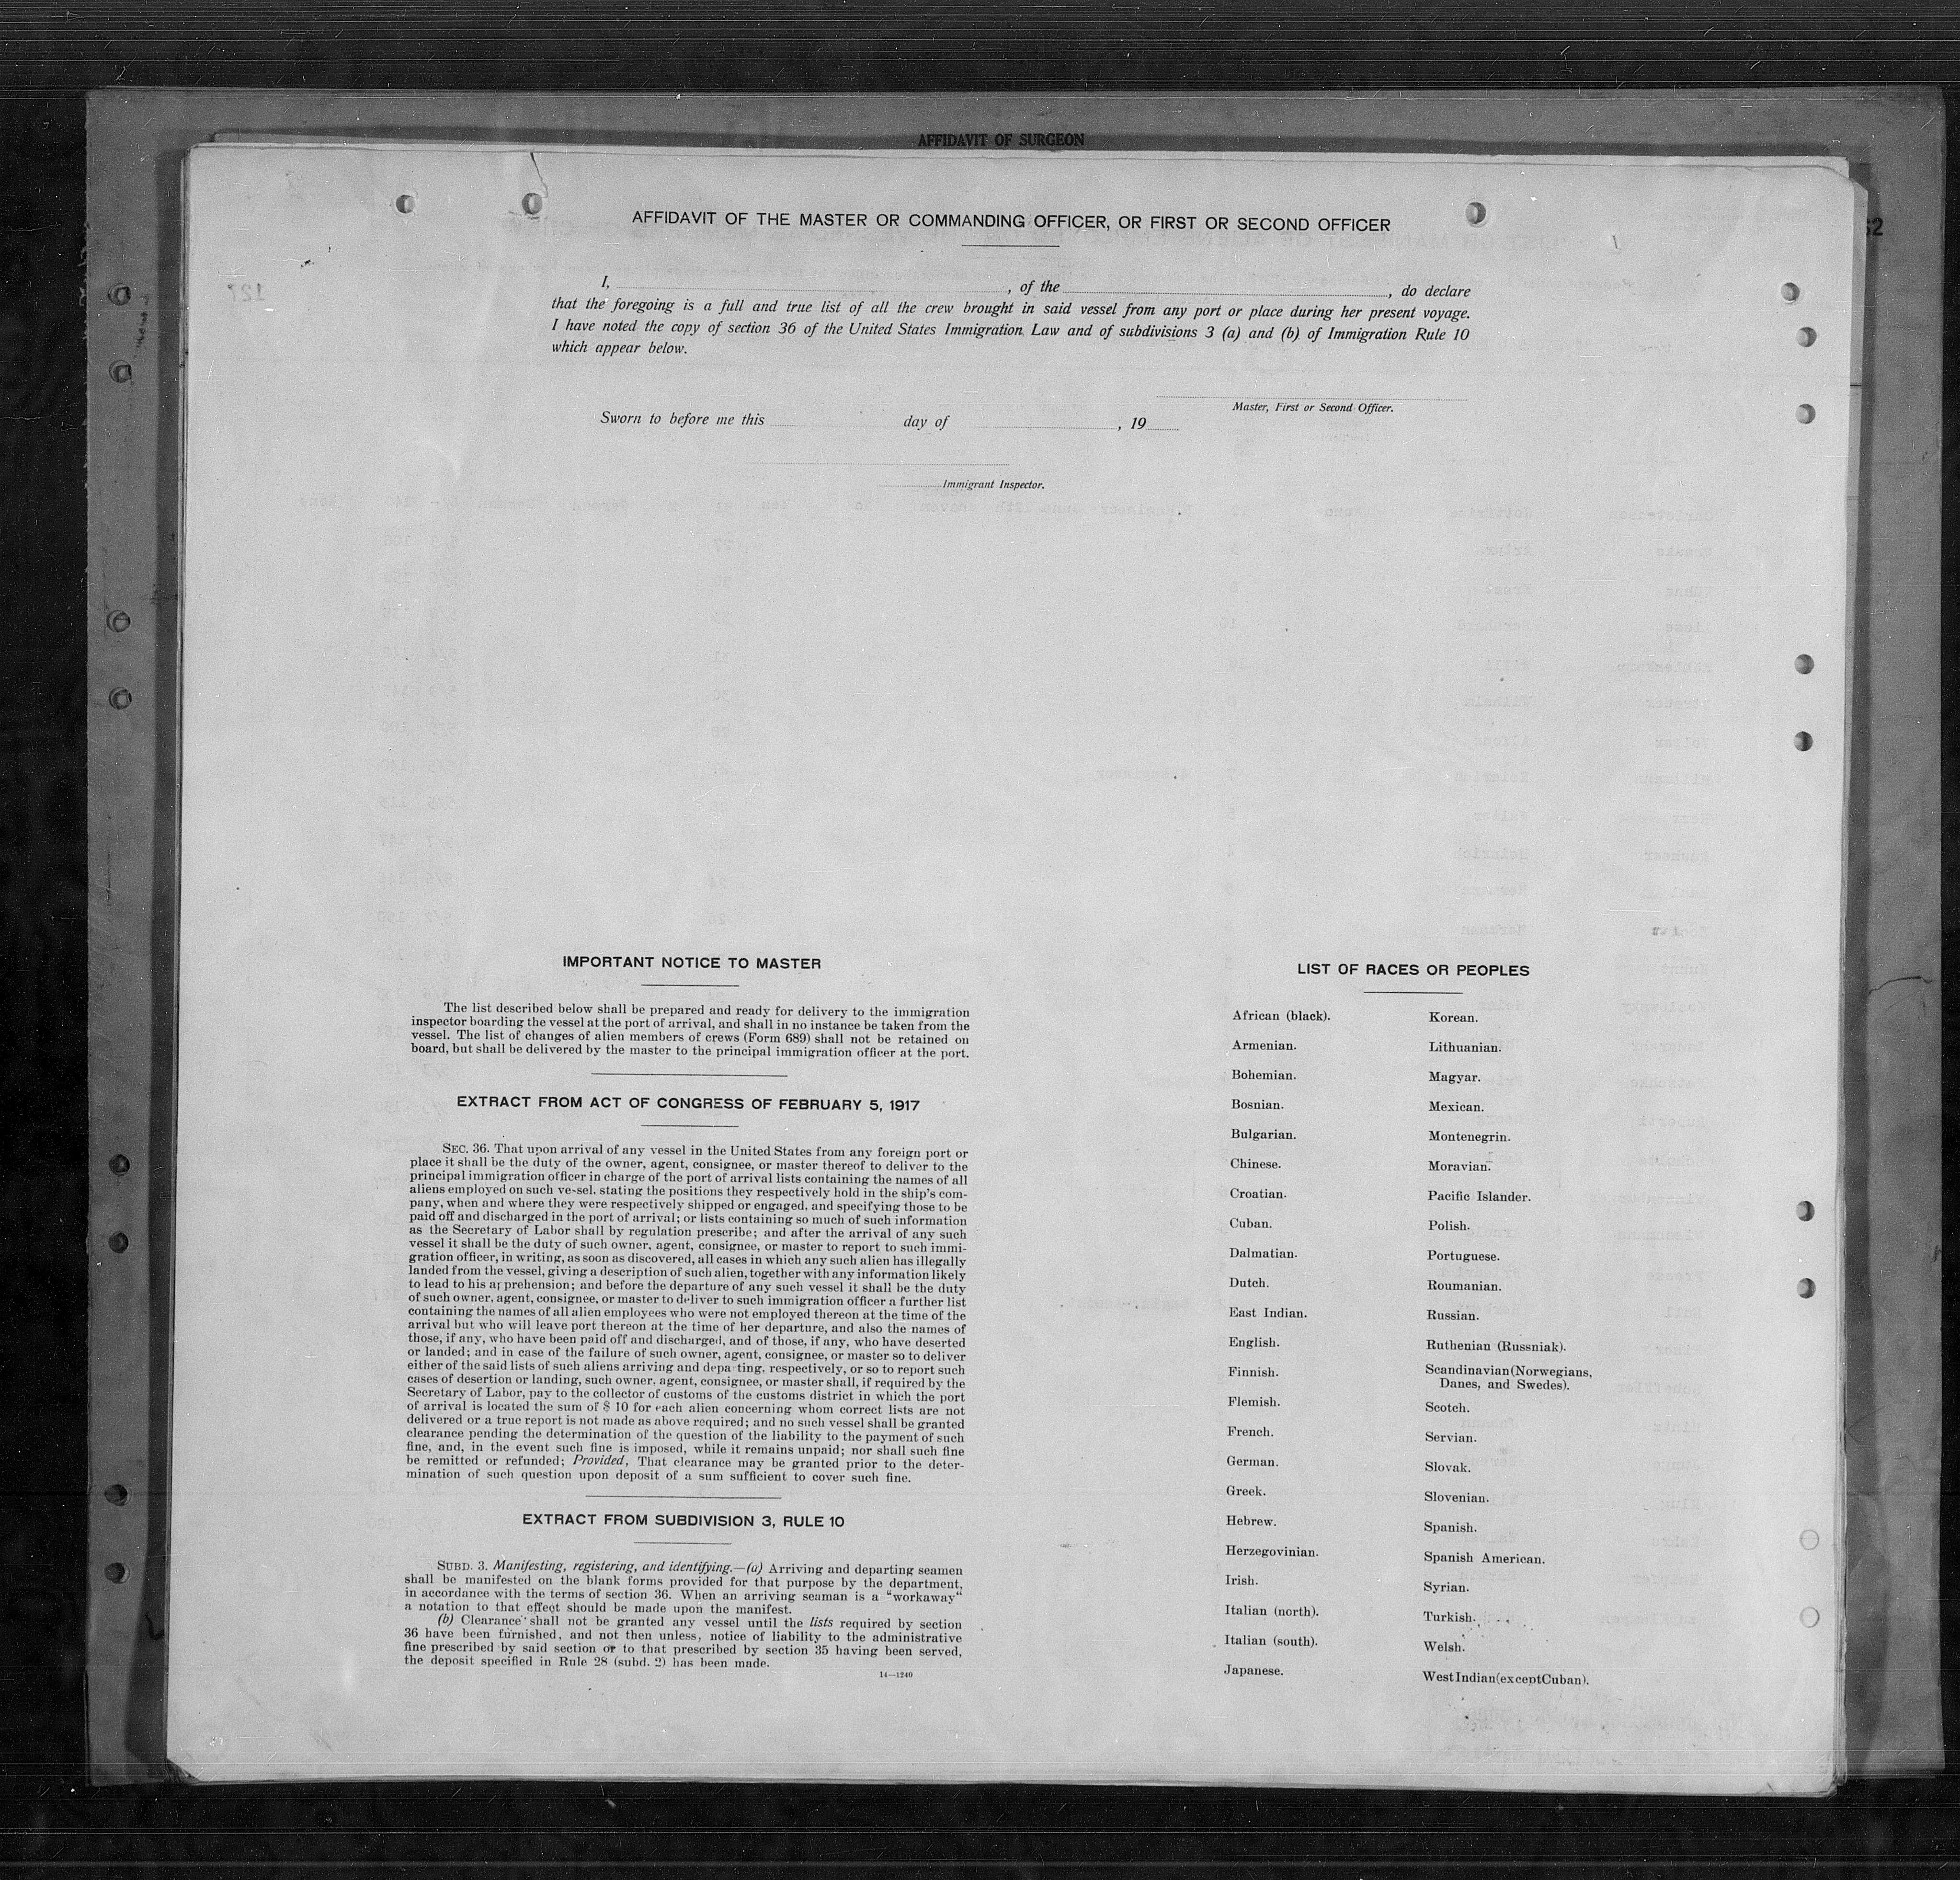 AFFIDAVIT OF SURGEON
AFFIDAVIT OF THE MASTER OR COMMANDING OFFICER, OR FIRST OR SECOND OFFICER
I, , of the , do declare
that the foregoing is a full and true list of all the crew brought in said vessel from any port or place during her present voyage.
I have noted the copy of section 36 of the United States Immigration Law and of subdivisions 3 (a) and (b) of Immigration Rule 10
which appear below.
Master, First or Second Officer.
Sworn to before me this day of , 19
Immigrant Inspector.
IMPORTANT NOTICE TO MASTER
The list described below shall be prepared and ready for delivery to the immigration
inspector boarding the vessel at the port of arrival, and shall in no instance be taken from the
vessel. The list of changes of alien members of crews (Form 689) shall not be retained on
board, but shall be delivered by the master to the principal immigration officer at the port.
EXTRACT FROM ACT OF CONGRESS OF FEBRUARY 5, 1917
SEC. 36. That upon arrival of any vessel in the United States from any foreign port or
place it shall be the duty of the owner, agent, consignee, or master thereof to deliver to the
principal immigration officer in charge of the port of arrival lists containing the names of all
aliens employed on such vessel, stating the positions they respectively hold in the ship's com-
pany, when and where they were respectively shipped or engaged, and specifying those to be
paid off and discharged in the port of arrival; or lists containing so much of such information
as the Secretary of Labor shall by regulation prescribe; and after the arrival of any such
vessel it shall be the duty of such owner, agent, consignee, or master to report to such immi-
gration officer, in writing, as soon as discovered, all cases in which any such alien has illegally
landed from the vessel, giving a description of such alien, together with any information likely
to lead to his apprehension; and before the departure of any such vessel it shall be the duty
of such owner, agent, consignee, or master to deliver to such immigration officer a further list
containing the names of all alien employees who were not employed thereon at the time of the
arrival but who will leave port thereon at the time of her departure, and also the names of
those, if any, who have been paid off and discharged, and of those, if any, who have deserted
or landed; and in case of the failure of such owner, agent, consignee, or master so to deliver
either of the said lists of such aliens arriving and departing, respectively, or so to report such
cases of desertion or landing, such owner, agent, consignee, or master shall, if required by the
Secretary of Labor, pay to the collector of customs of the customs district in which the port
of arrival is located the sum of $ 10 for each alien concerning whom correct lists are not
delivered or a true report is not made as above required; and no such vessel shall be granted
clearance pending the determination of the question of the liability to the payment of such
fine, and, in the event such fine is imposed, while it remains unpaid; nor shall such fine
be remitted or refunded; Provided, That clearance may be granted prior to the deter-
mination of such question upon deposit of a sum sufficient to cover such fine.
EXTRACT FROM SUBDIVISION 3, RULE 10
SUBD. 3. Manifesting, registering, and identifying.—(a) Arriving and departing seamen
shall be manifested on the blank forms provided for that purpose by the department,
in accordance with the terms of section 36. When an arriving seaman is a “workaway“
a notation to that effect should be made upon the manifest.
(b) Clearance shall not be granted any vessel until the lists required by section
36 have been furnished, and not then unless, notice of liability to the administrative
fine prescribed by said section or to that prescribed by section 35 having been served,
the deposit specified in Rule 28 (subd. 2) has been made.
14—1240
LIST OF RACES OR PEOPLES
African (black).
Armenian.
Bohemian.
Bosnian.
Bulgarian.
Chinese.
Croatian.
Cuban.
Dalmatian.
Dutch.
East Indian.
English.
Finnish.
Flemish.
French.
German.
Greek.
Hebrew.
Herzegovinian.
Irish.
Italian (north).
Italian (south).
Japanese.
Korean.
Lithuanian.
Magyar.
Mexican.
Montenegrin.
Moravian.
Pacific Islander.
Polish.
Portuguese.
Roumanian.
Russian.
Ruthenian (Russniak).
Scandinavian (Norwegians,
Danes, and Swedes).
Scotch.
Servian.
Slovak.
Slovenian.
Spanish.
Spanish American.
Syrian.
Turkish.
Welsh.
West Indian (except Cuban).